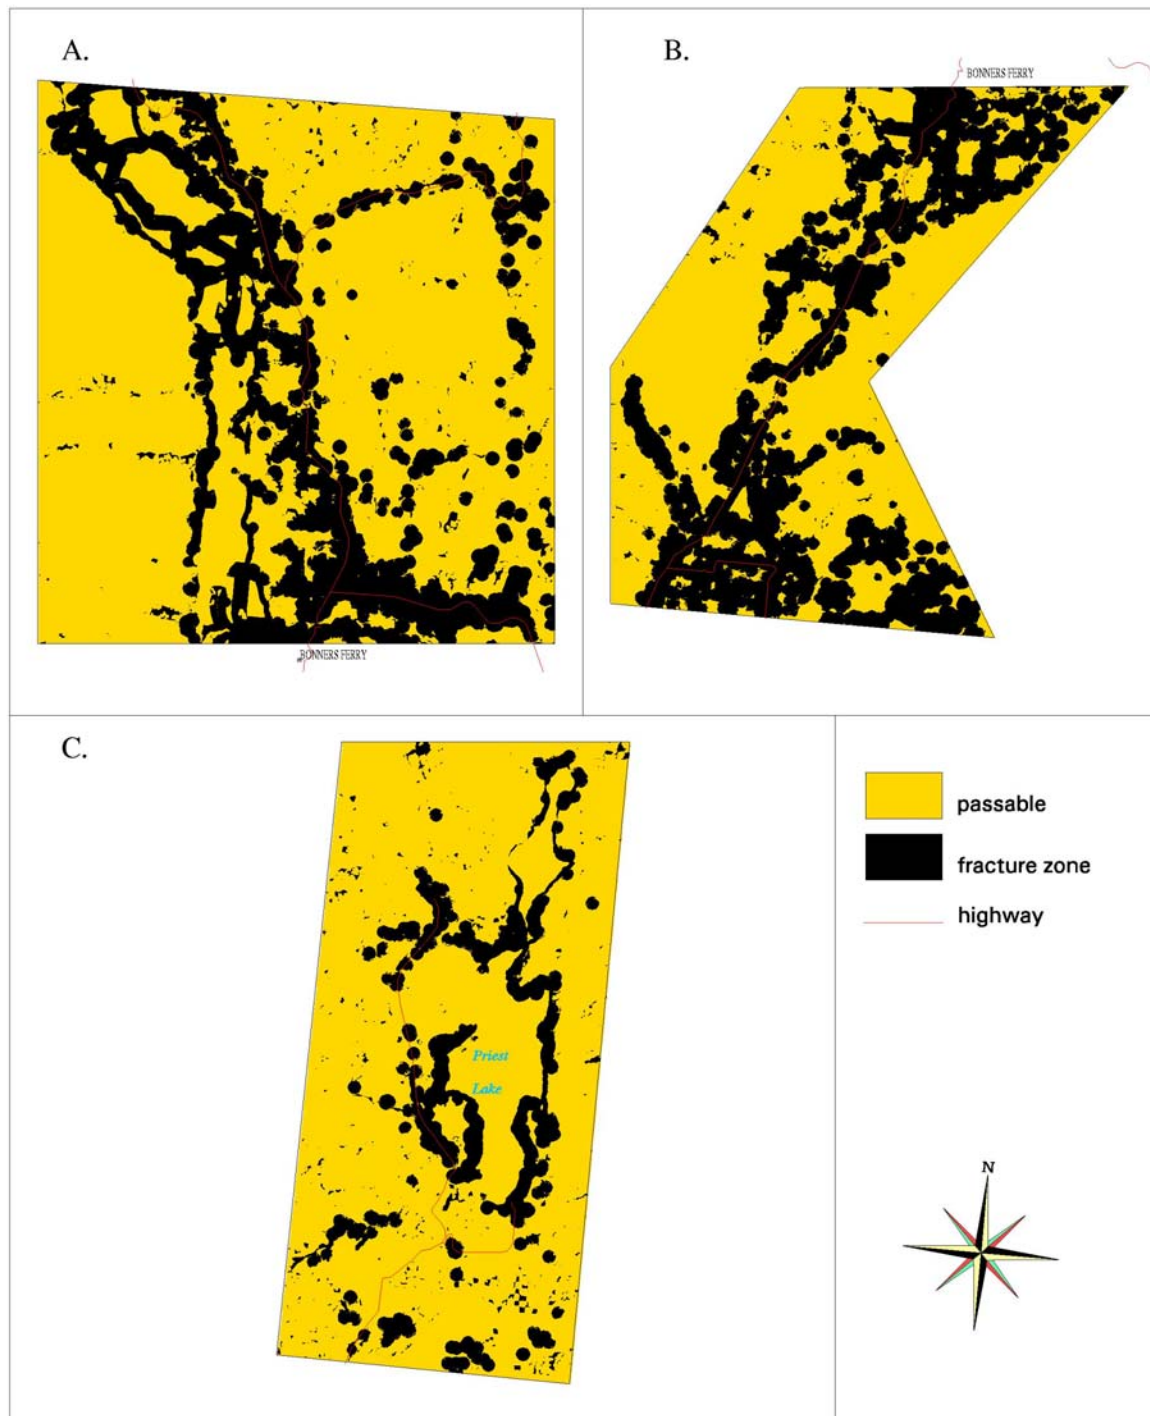 A.
B.
BONNERS FERRY
BONNERS FERRY
C.
Priest
Lake
passable
fracture zone
highway
N